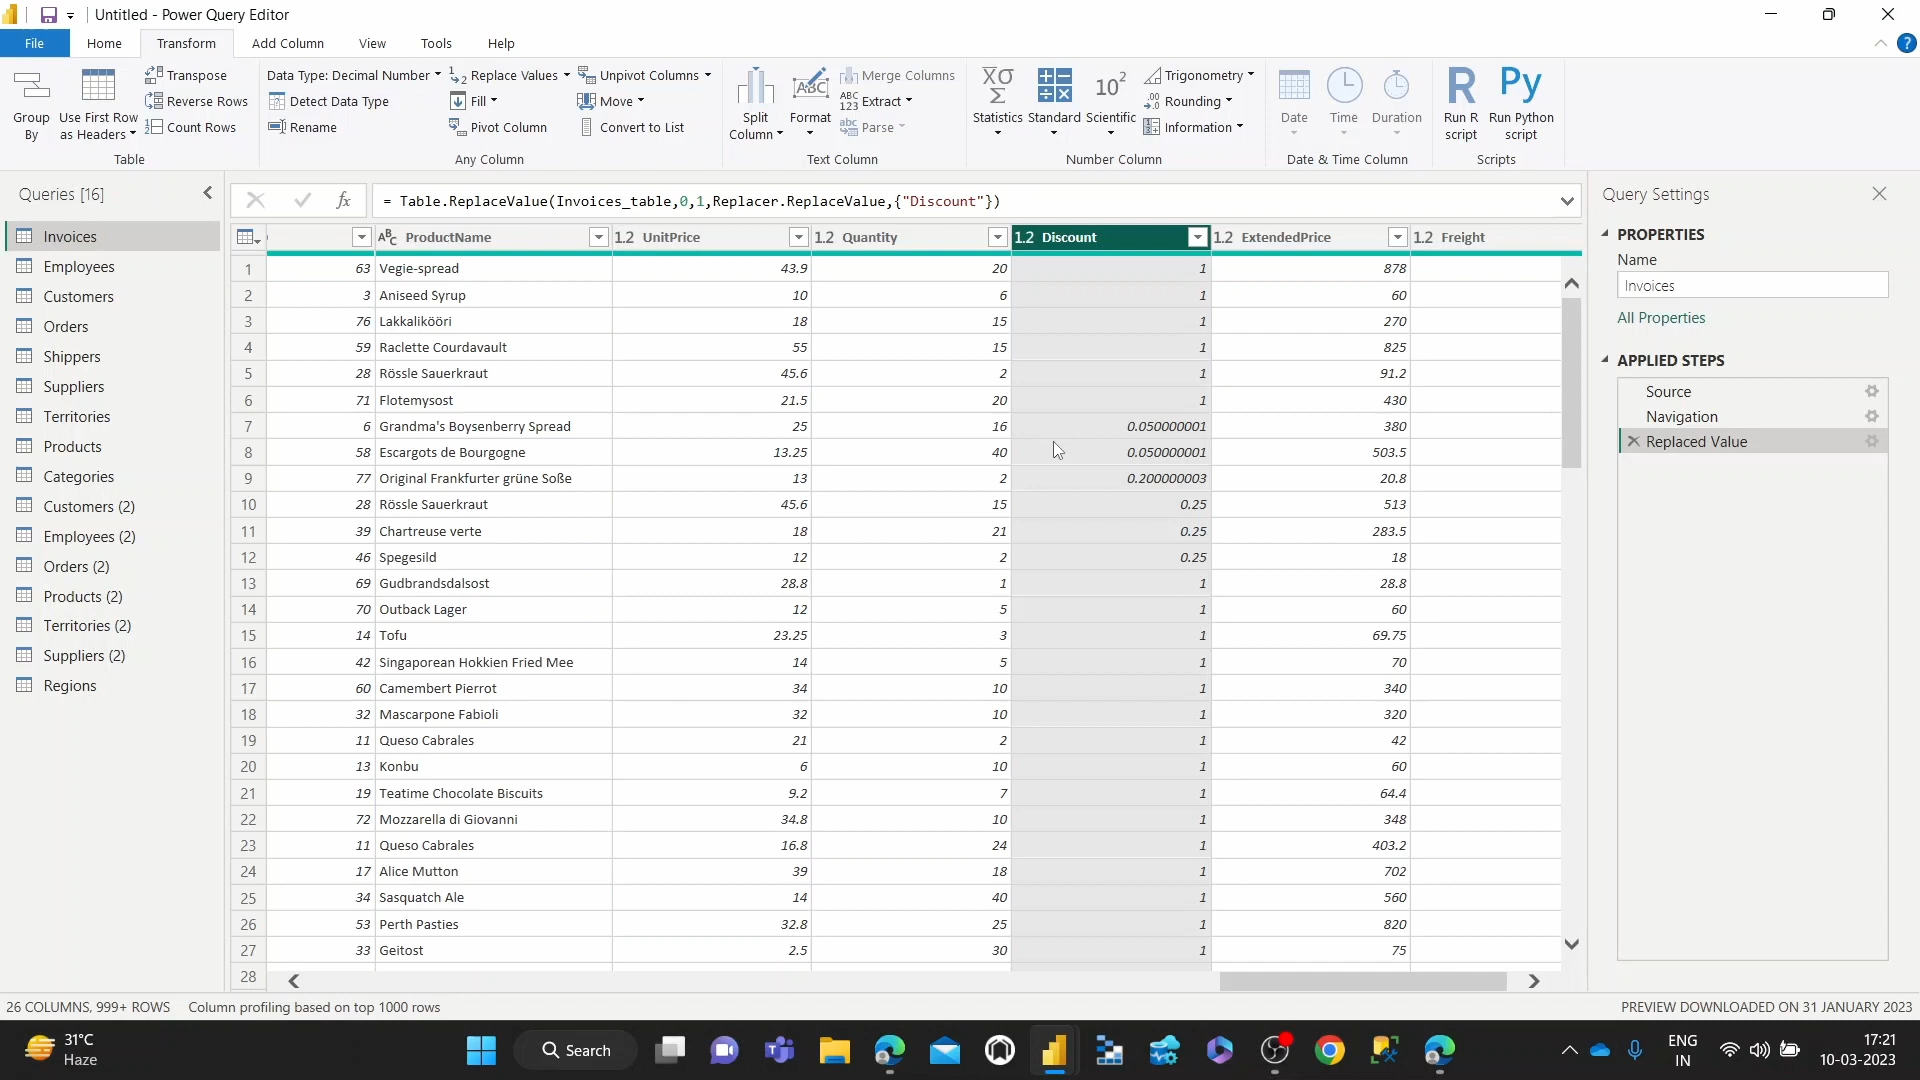 Untitled - Power Query Editor
File Home Transform Add Column View Tools Help
Group By
Use First Row as Headers
Transpose
Reverse Rows
Count Rows
Table
Data Type: Decimal Number
Detect Data Type
Rename
Replace Values
Fill
Pivot Column
Unpivot Columns
Move
Convert to List
Any Column
Split Column
Format
Merge Columns
Extract
Parse
Text Column
Statistics
Standard
Scientific
Trigonometry
Rounding
Information
Number Column
Date
Time
Duration
Date & Time Column
R
Run R script
Py
Run Python script
Scripts
Queries [16]
Invoices
Employees
Customers
Orders
Shippers
Suppliers
Territories
Products
Categories
Customers (2)
Employees (2)
Orders (2)
Products (2)
Territories (2)
Suppliers (2)
Regions
fx = Table.ReplaceValue(Invoices_table,0,1,Replacer.ReplaceValue,{"Discount"})
ABC ProductName 1.2 UnitPrice 1.2 Quantity 1.2 Discount 1.2 ExtendedPrice 1.2 Freight
1 63 Vegie-spread 43.9 20 1 878
2 3 Aniseed Syrup 10 6 1 60
3 76 Lakkalikööri 18 15 1 270
4 59 Raclette Courdavault 55 15 1 825
5 28 Rössle Sauerkraut 45.6 2 1 91.2
6 71 Flotemysost 21.5 20 1 430
7 6 Grandma's Boysenberry Spread 25 16 0.050000001 380
8 58 Escargots de Bourgogne 13.25 40 0.050000001 503.5
9 77 Original Frankfurter grüne Soße 13 2 0.200000003 20.8
10 28 Rössle Sauerkraut 45.6 15 0.25 513
11 39 Chartreuse verte 18 21 0.25 283.5
12 46 Spegesild 12 2 0.25 18
13 69 Gudbrandsdalsost 28.8 1 1 28.8
14 70 Outback Lager 12 5 1 60
15 14 Tofu 23.25 3 1 69.75
16 42 Singaporean Hokkien Fried Mee 14 5 1 70
17 60 Camembert Pierrot 34 10 1 340
18 32 Mascarpone Fabioli 32 10 1 320
19 11 Queso Cabrales 21 2 1 42
20 13 Konbu 6 10 1 60
21 19 Teatime Chocolate Biscuits 9.2 7 1 64.4
22 72 Mozzarella di Giovanni 34.8 10 1 348
23 11 Queso Cabrales 16.8 24 1 403.2
24 17 Alice Mutton 39 18 1 702
25 34 Sasquatch Ale 14 40 1 560
26 53 Perth Pasties 32.8 25 1 820
27 33 Geitost 2.5 30 1 75
28
Query Settings
PROPERTIES
Name
Invoices
All Properties
APPLIED STEPS
Source
Navigation
Replaced Value
26 COLUMNS, 999+ ROWS Column profiling based on top 1000 rows PREVIEW DOWNLOADED ON 31 JANUARY 2023
31°C
Haze
Search
ENG
IN
17:21
10-03-2023